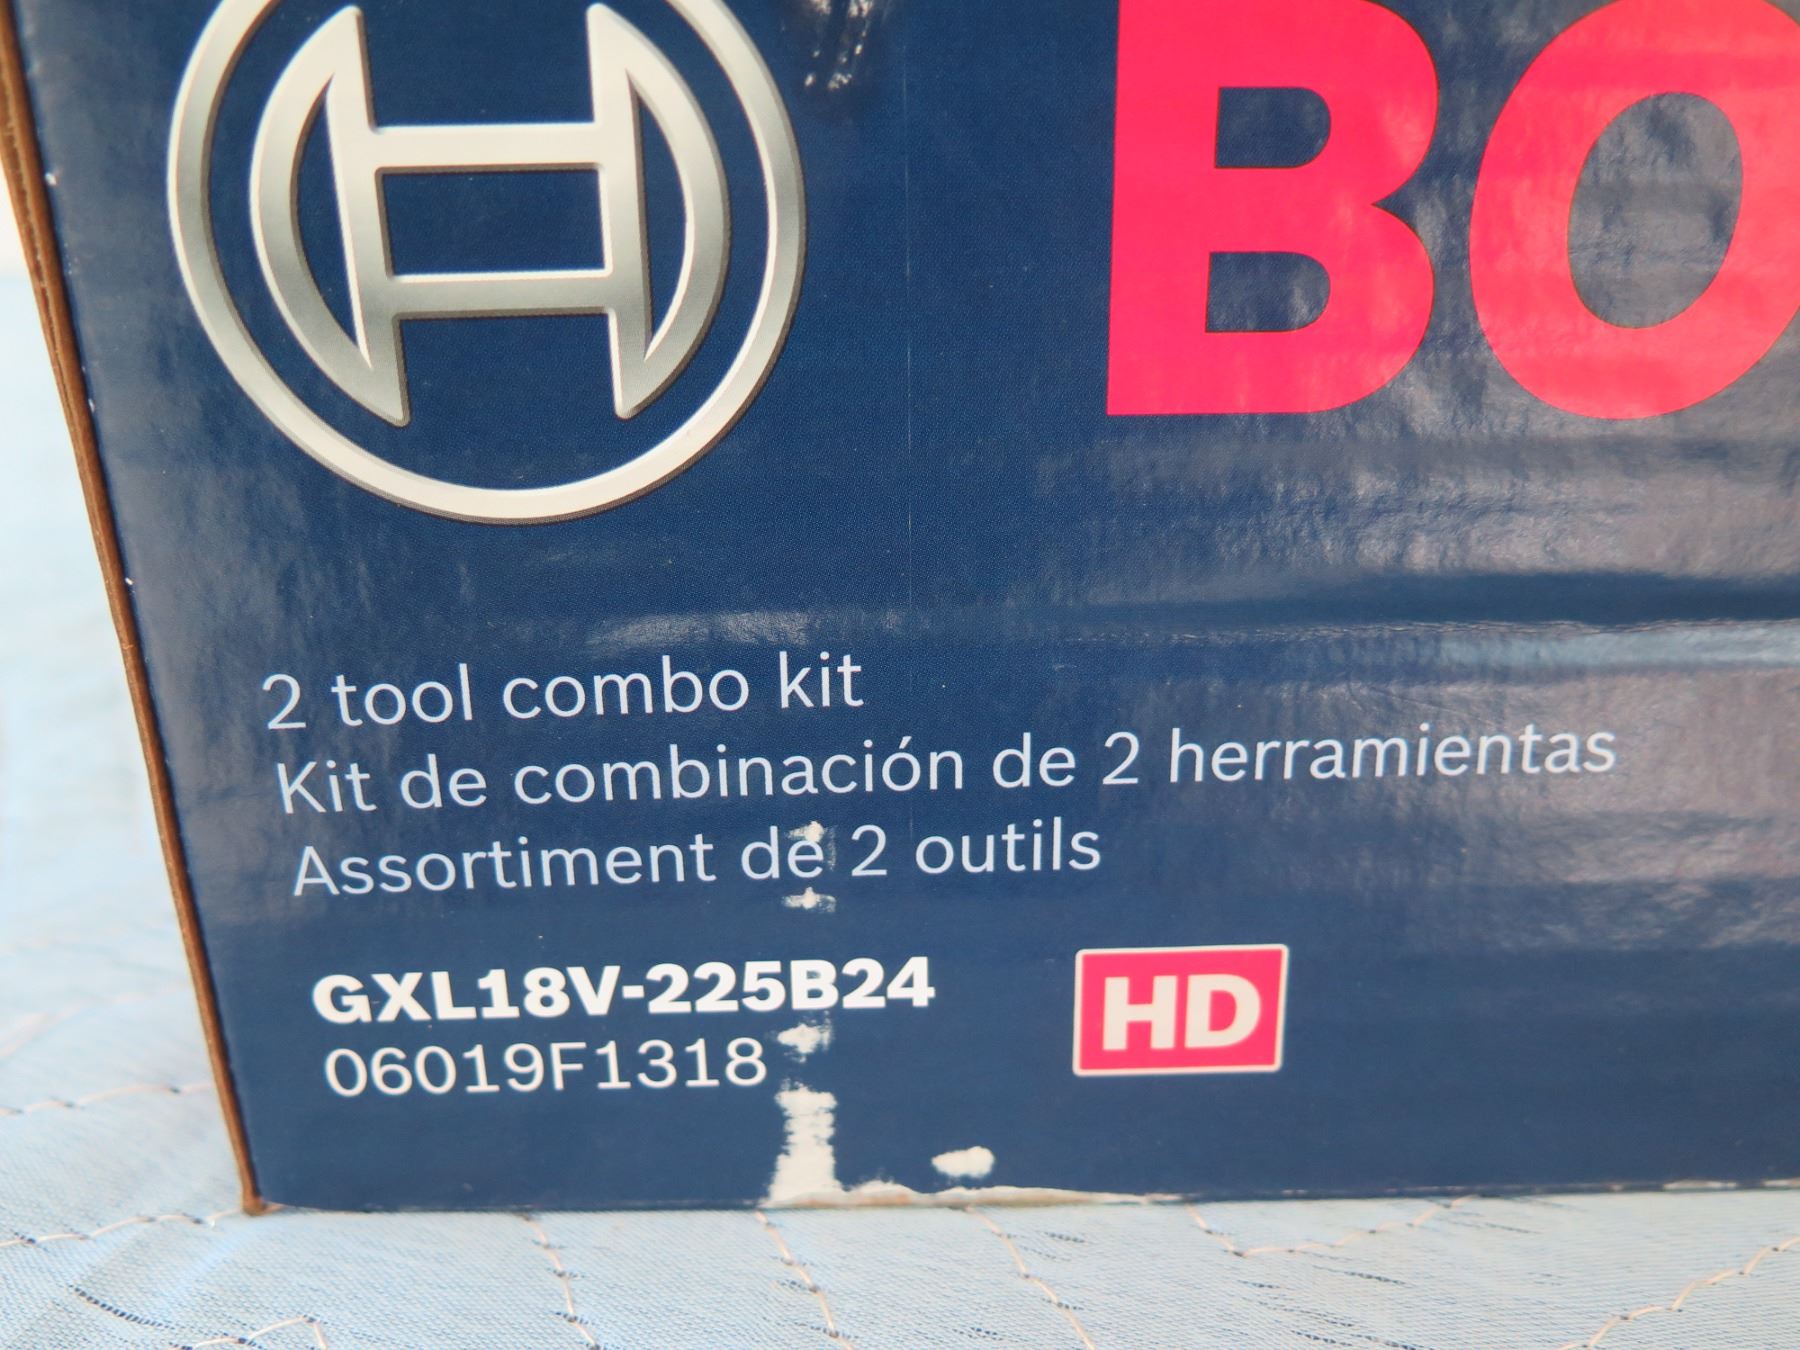 BO
2 tool combo kit
Kit de combinación de 2 herramientas
Assortiment de 2 outils
GXL18V-225B24
06019F1318
HD